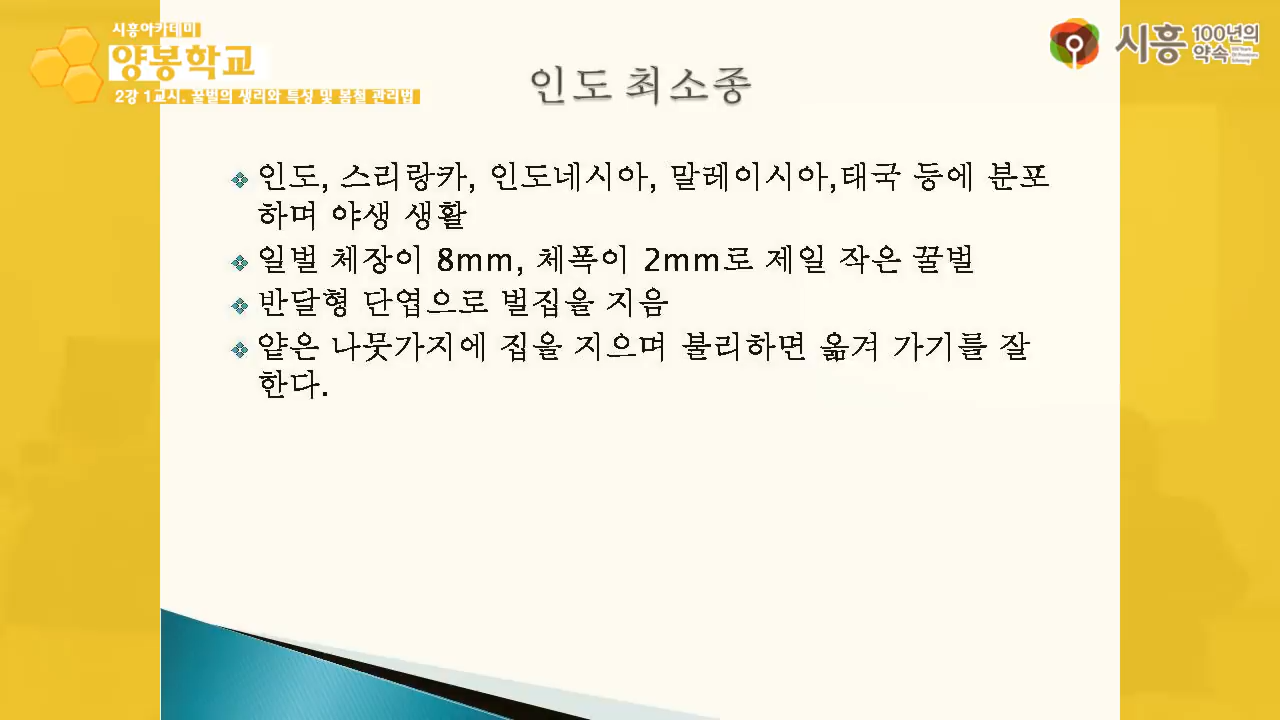 시흥아카데미
양봉학교
2강 1교시. 꿀벌의 생리와 특성 및 봄철 관리법
시흥 100년의
약속
인도 최소종
인도, 스리랑카, 인도네시아, 말레이시아,태국 등에 분포
하며 야생 생활
일벌 체장이 8mm, 체폭이 2mm로 제일 작은 꿀벌
반달형 단엽으로 벌집을 지음
얕은 나뭇가지에 집을 지으며 불리하면 옮겨 가기를 잘
한다.